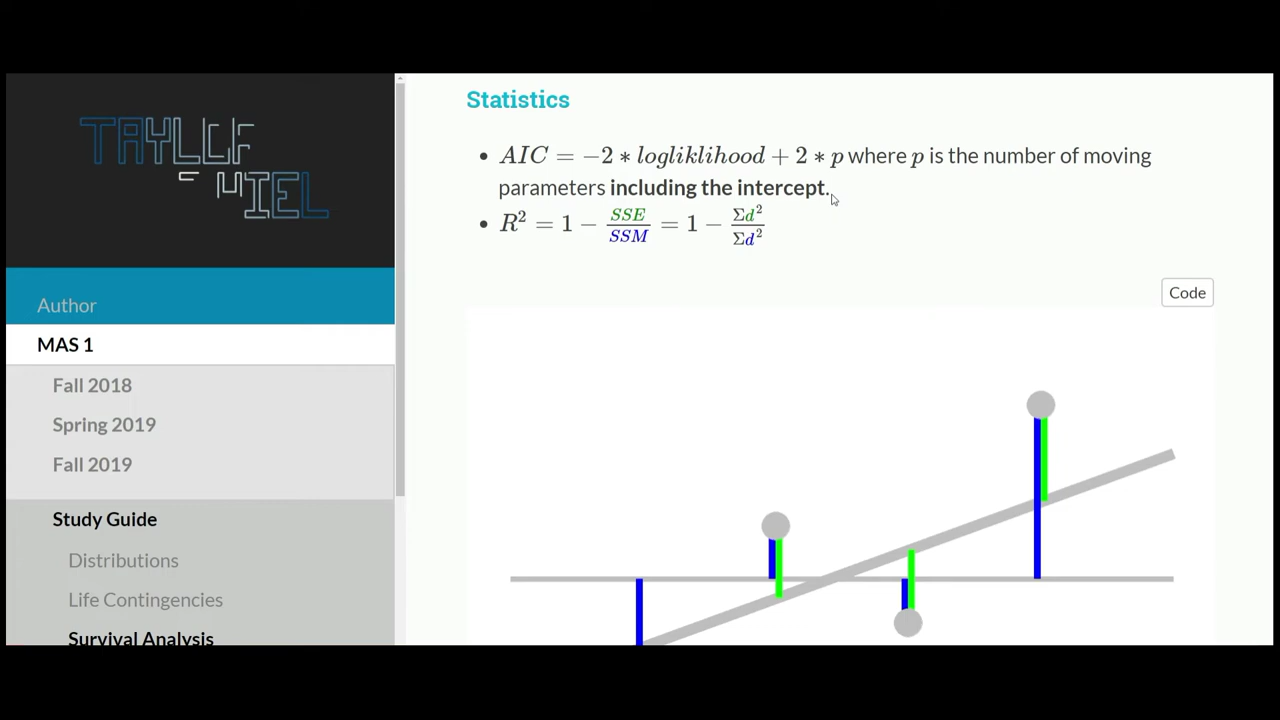 Statistics
AIC = −2 ∗ logliklihood + 2 ∗ p where p is the number of moving
parameters including the intercept.
R² = 1 − SSE/SSM = 1 − Σd²/Σd²
Code
Author
MAS 1
Fall 2018
Spring 2019
Fall 2019
Study Guide
Distributions
Life Contingencies
Survival Analysis